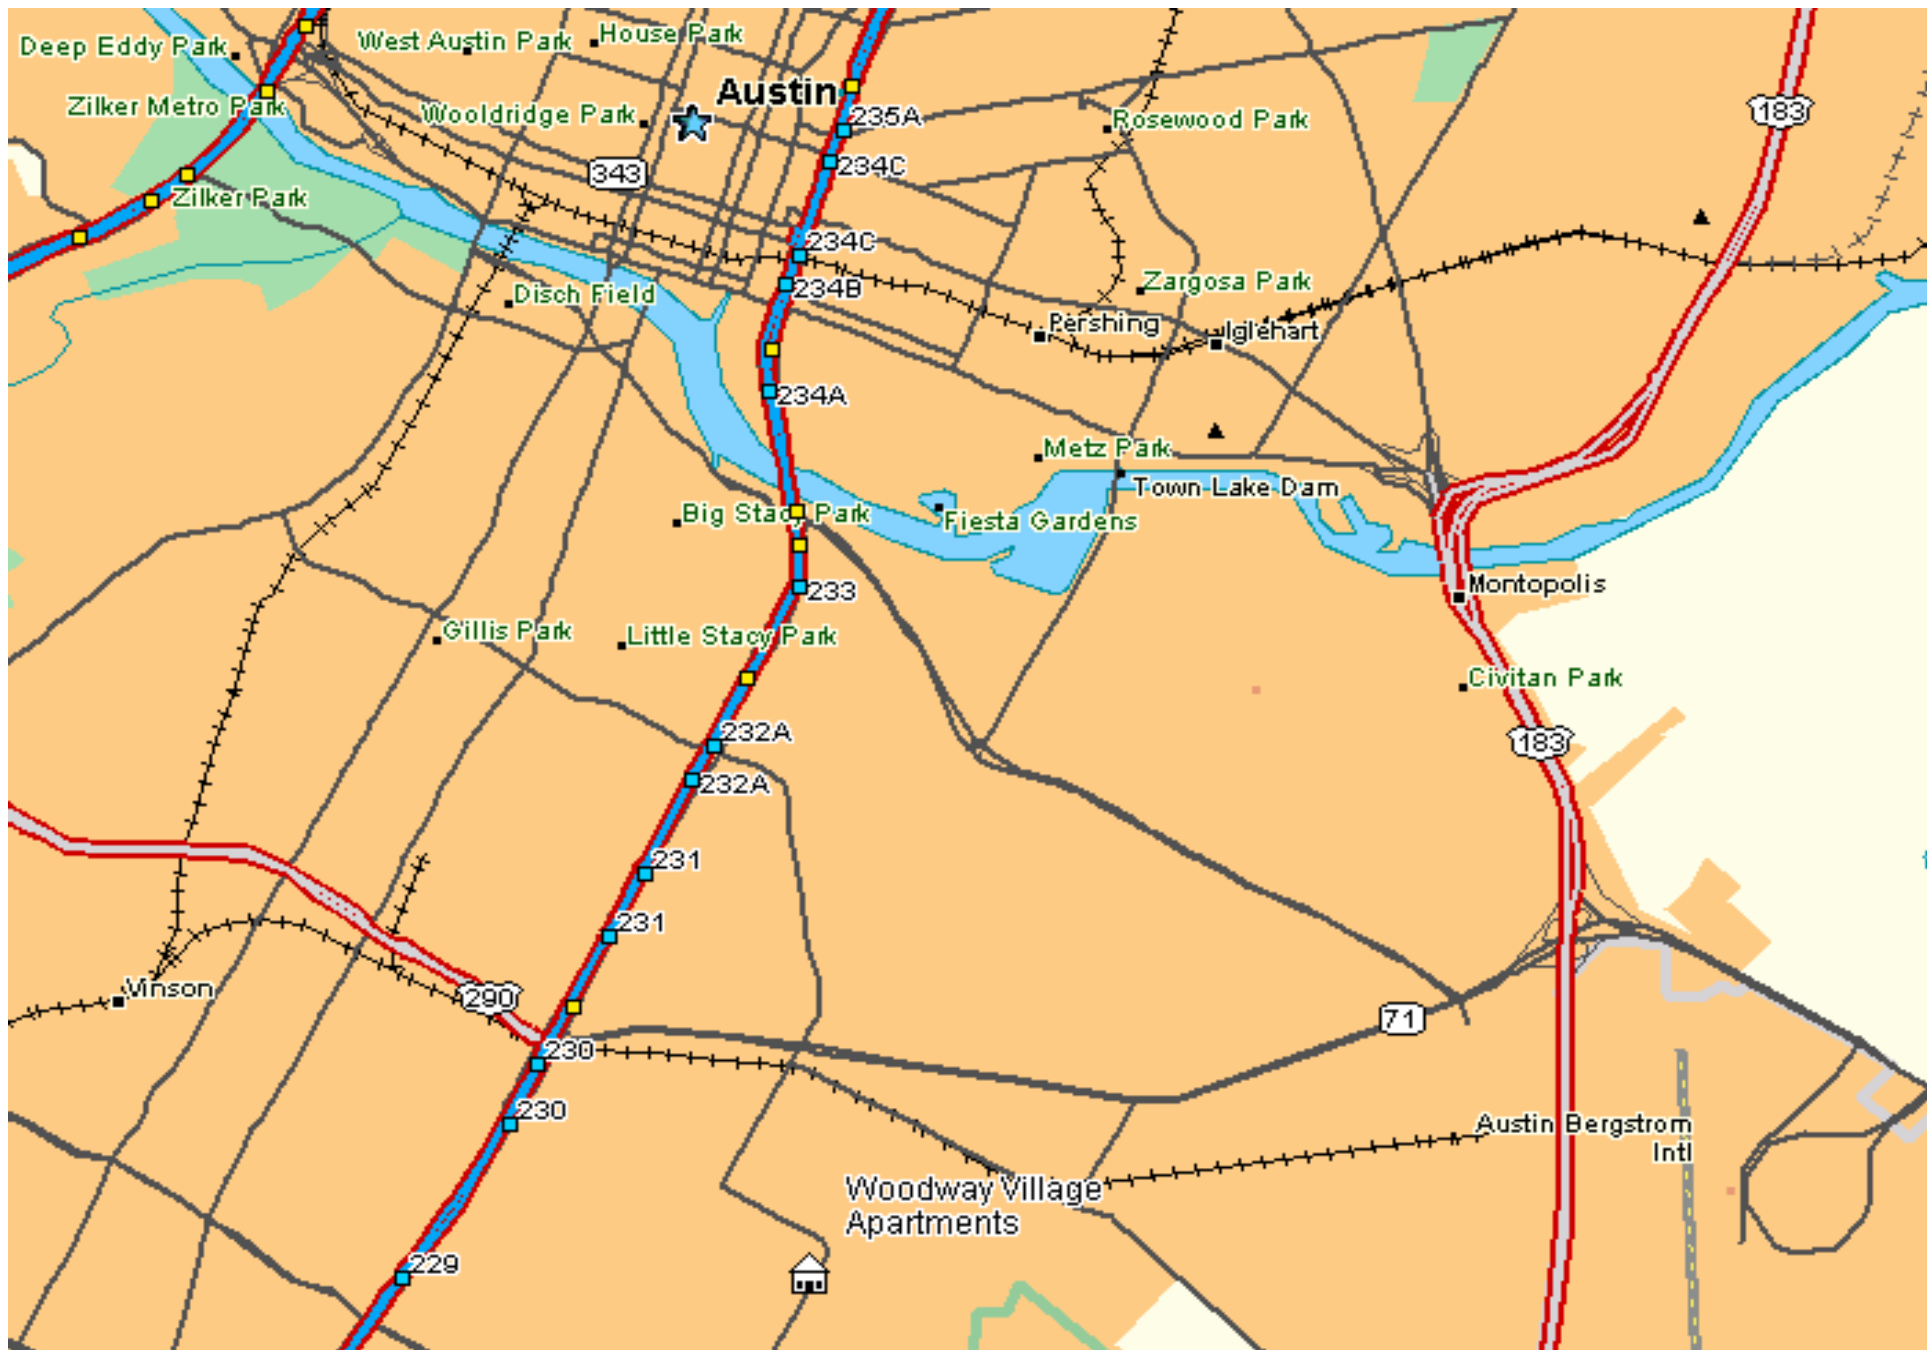 House Park
West Austin Park
Deep Eddy Park
Austin
Zilker Metro Park
Wooldridge Park
235A
Rosewood Park
183
234C
343
Zilker Park
234C
Zargosa Park
234B
Disch Field
Pershing
Iglehart
234A
Metz Park
Town Lake Dam
Big Stacy Park
Fiesta Gardens
Montopolis
233
Gillis Park
Little Stacy Park
Civitan Park
232A
183
232A
231
231
Vinson
290
71
230
230
Austin Bergstrom
Intl
Woodway Village
Apartments
229